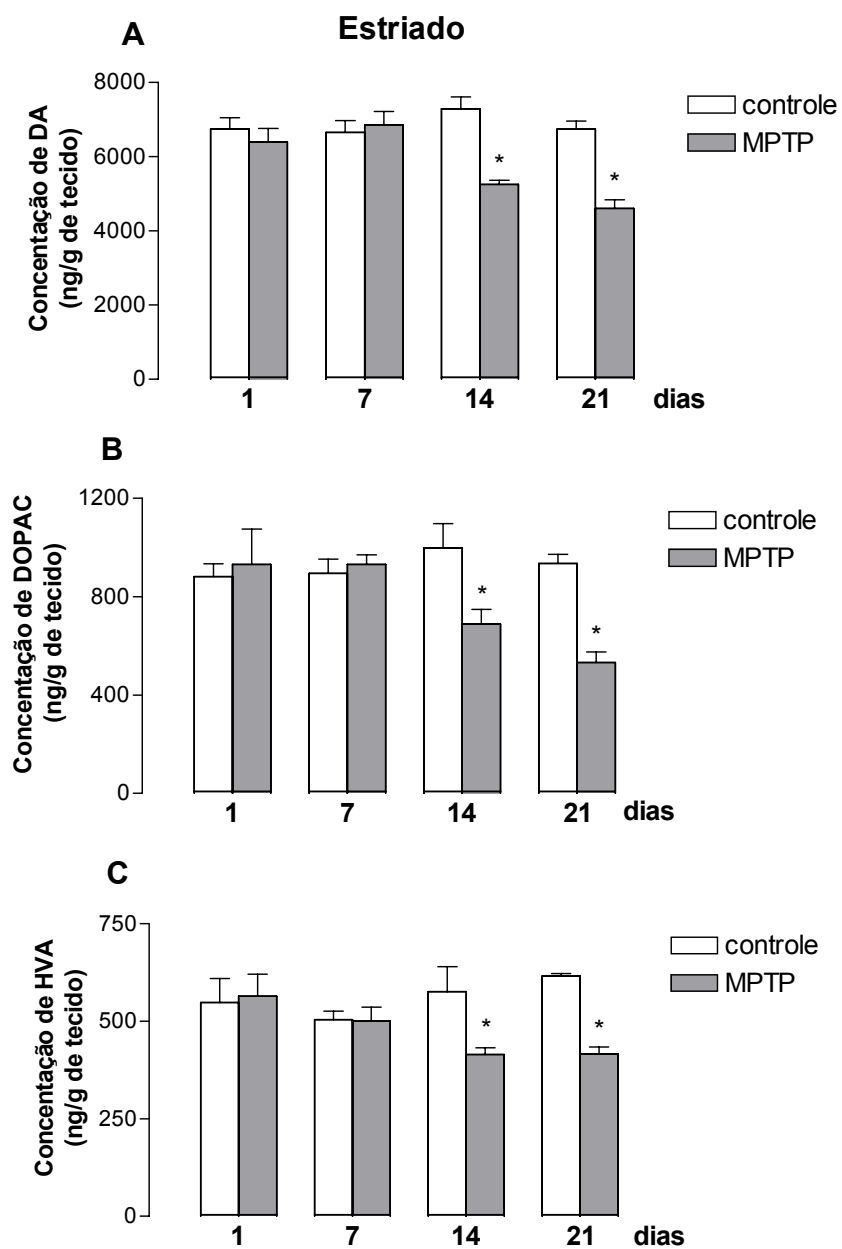 A
Estriado
Concentação de DA
(ng/g de tecido)
8000
6000
4000
2000
0
controle
MPTP
*
*
1 7 14 21 dias
B
Concentação de DOPAC
(ng/g de tecido)
1200
800
400
0
controle
MPTP
*
*
1 7 14 21 dias
C
Concentação de HVA
(ng/g de tecido)
750
500
250
0
controle
MPTP
*
*
1 7 14 21 dias